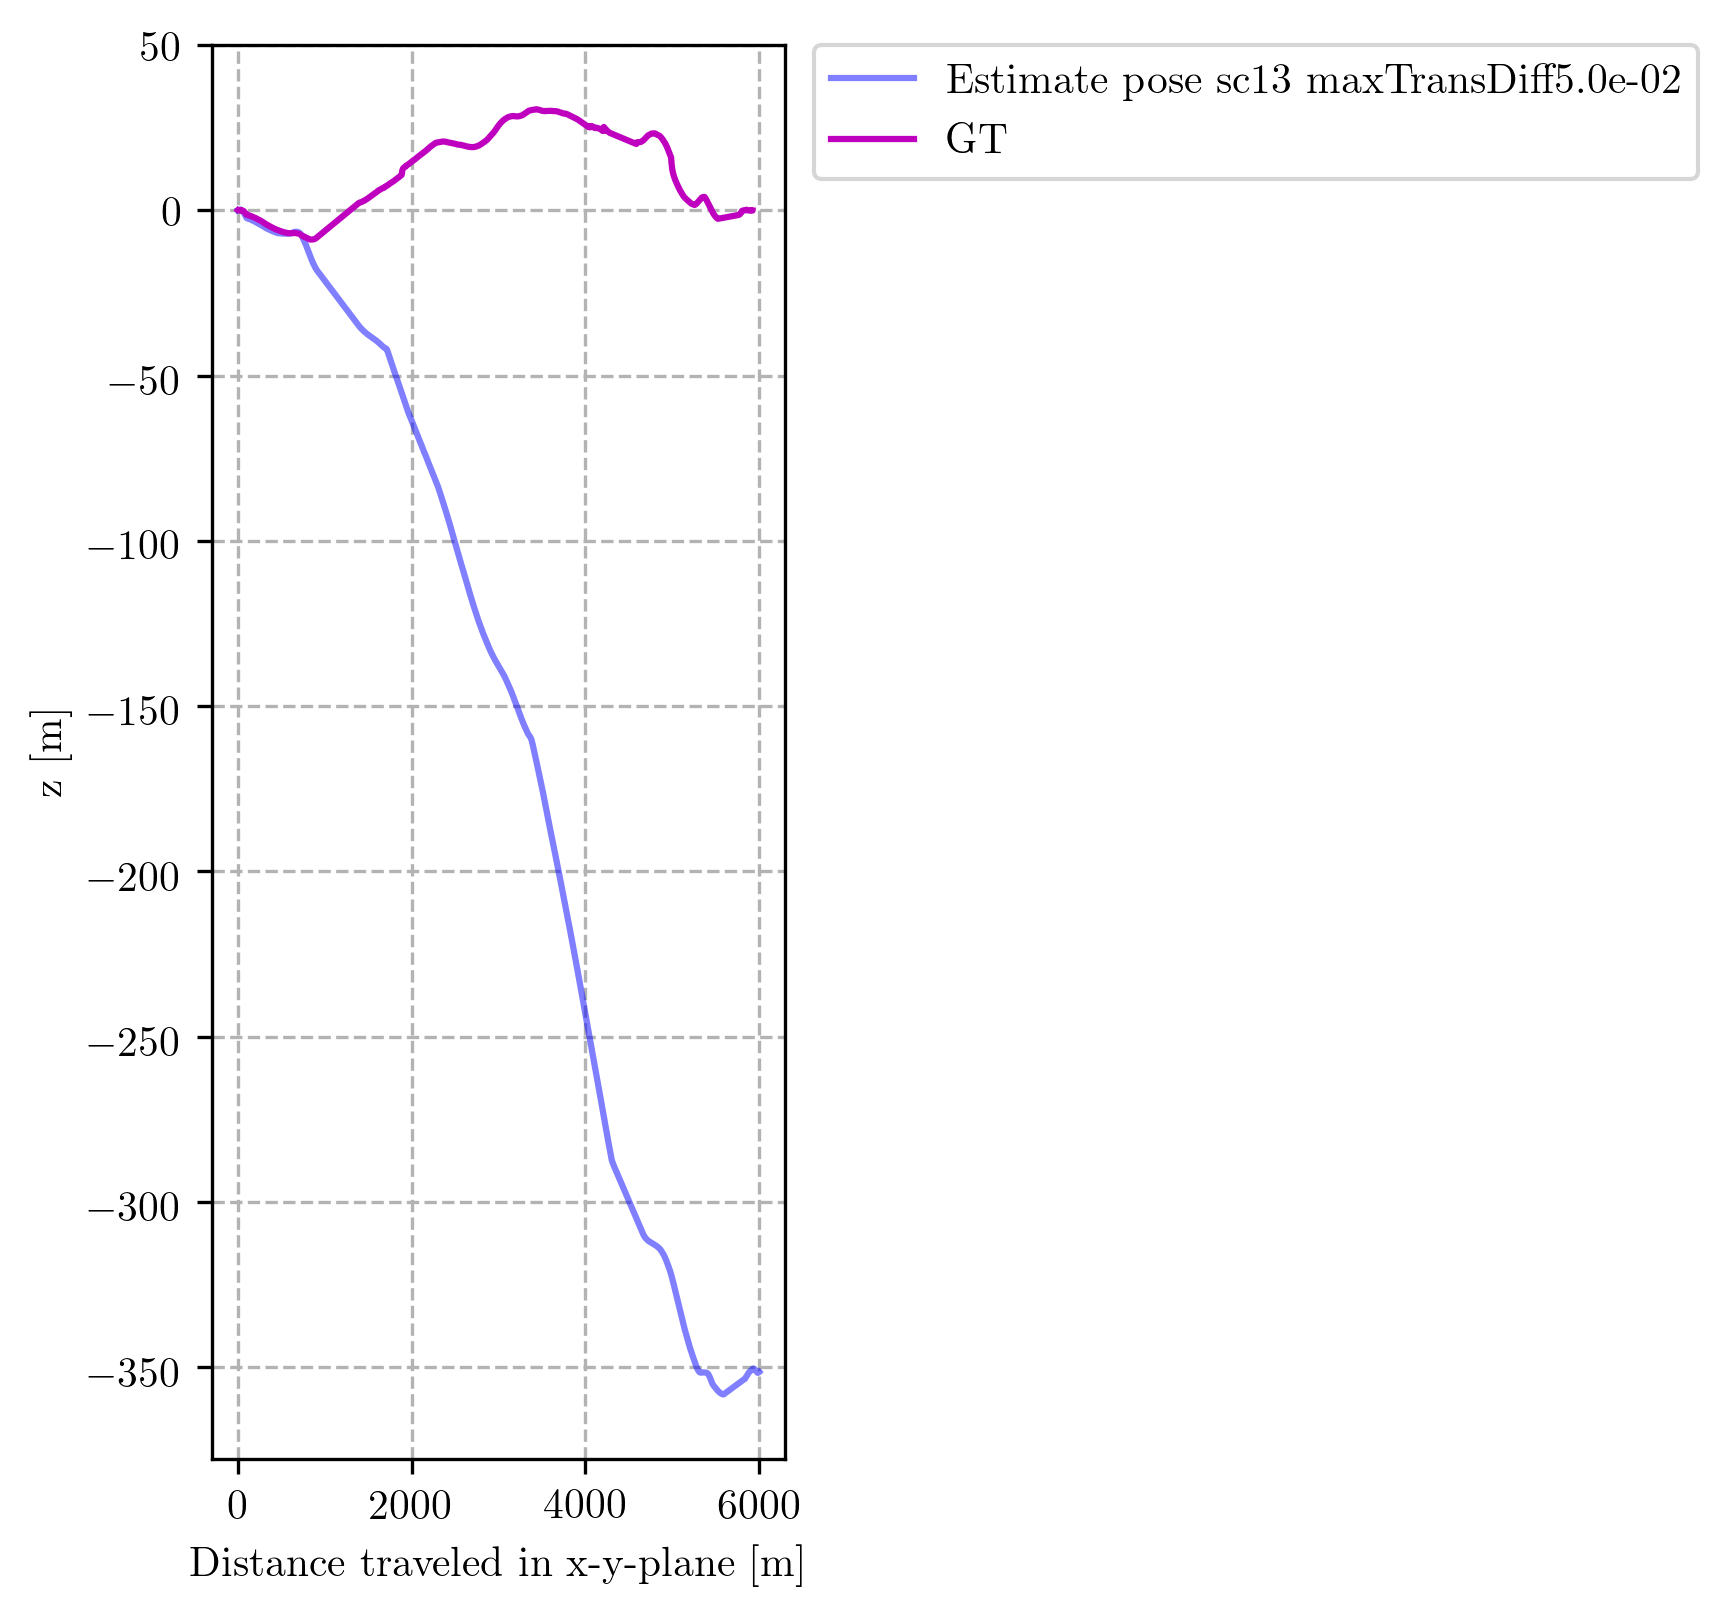 Estimate pose sc13 maxTransDiff5.0e-02
GT
50
0
−50
−100
−150
−200
−250
−300
−350
z [m]
0 2000 4000 6000
Distance traveled in x-y-plane [m]